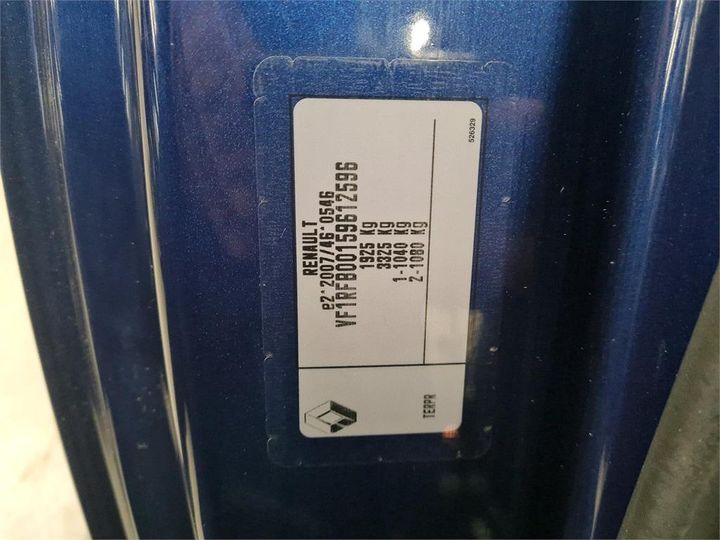 RENAULT
e2*2007/46*0546
VF1RFB00159612596
1925 Kg
3325 Kg
1-1040 Kg
2-1080 Kg
TERPR
526329